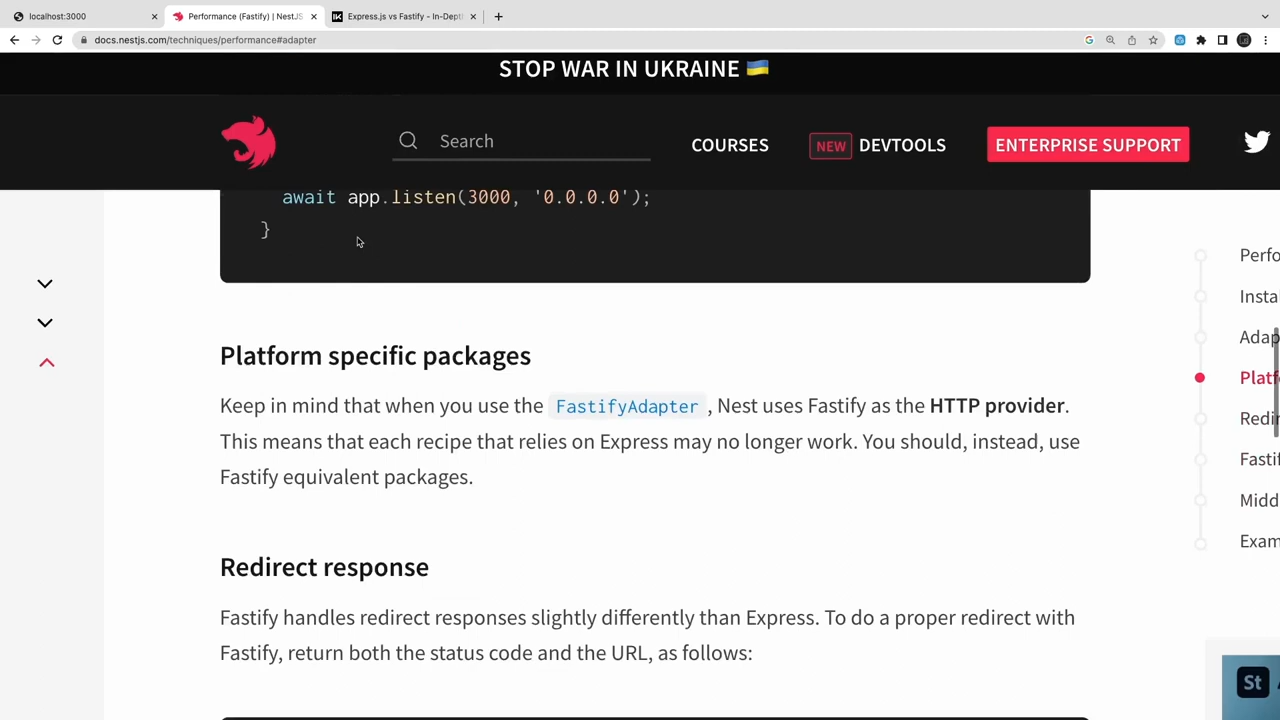 localhost:3000
Performance (Fastify) | NestJS
Express.js vs Fastify - In-Dept
docs.nestjs.com/techniques/performance#adapter
STOP WAR IN UKRAINE 🇺🇦
Search
COURSES
NEW DEVTOOLS
ENTERPRISE SUPPORT
await app.listen(3000, '0.0.0.0');
}
Platform specific packages
Keep in mind that when you use the FastifyAdapter , Nest uses Fastify as the HTTP provider.
This means that each recipe that relies on Express may no longer work. You should, instead, use
Fastify equivalent packages.
Redirect response
Fastify handles redirect responses slightly differently than Express. To do a proper redirect with
Fastify, return both the status code and the URL, as follows:
Perfo
Insta
Adap
Platf
Redir
Fastif
Midd
Exam
St